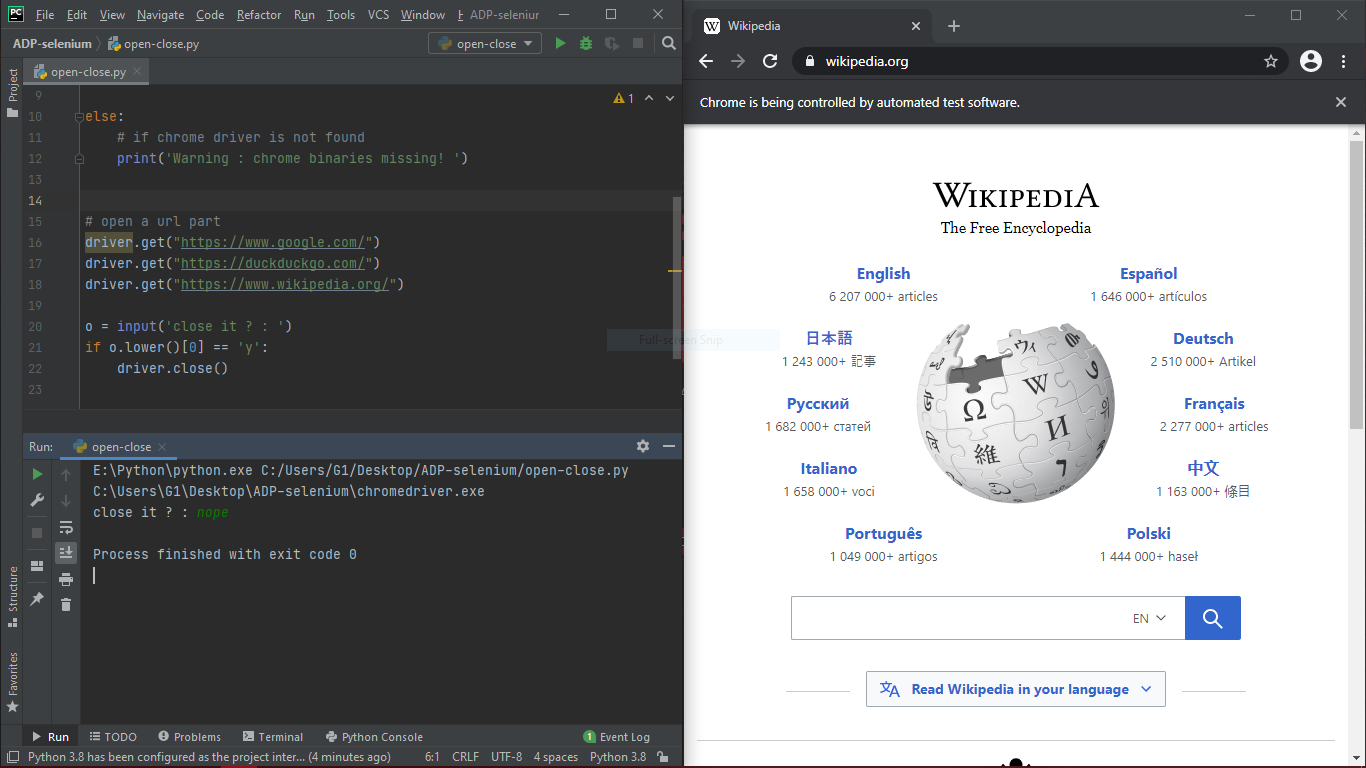 File Edit View Navigate Code Refactor Run Tools VCS Window ADP-selenium
ADP-selenium open-close.py open-close
open-close.py
Project
9
1
10 else:
11 # if chrome driver is not found
12 print('Warning : chrome binaries missing! ')
13
14
15 # open a url part
16 driver.get("https://www.google.com/")
17 driver.get("https://duckduckgo.com/")
18 driver.get("https://www.wikipedia.org/")
19
20 o = input('close it ? : ')
21 if o.lower()[0] == 'y':
22 driver.close()
23
Full-screen Snip
Run: open-close
E:\Python\python.exe C:/Users/G1/Desktop/ADP-selenium/open-close.py
C:\Users\G1\Desktop\ADP-selenium\chromedriver.exe
close it ? : nope
Process finished with exit code 0
Structure
Favorites
Run TODO Problems Terminal Python Console 1 Event Log
Python 3.8 has been configured as the project inter... (4 minutes ago) 6:1 CRLF UTF-8 4 spaces Python 3.8
Wikipedia
wikipedia.org
Chrome is being controlled by automated test software.
WIKIPEDIA
The Free Encyclopedia
English
6 207 000+ articles
Español
1 646 000+ artículos
日本語
1 243 000+ 記事
Deutsch
2 510 000+ Artikel
Русский
1 682 000+ статей
Français
2 277 000+ articles
Italiano
1 658 000+ voci
中文
1 163 000+ 條目
Português
1 049 000+ artigos
Polski
1 444 000+ haseł
Ω W И 維 ウィ
EN
Read Wikipedia in your language